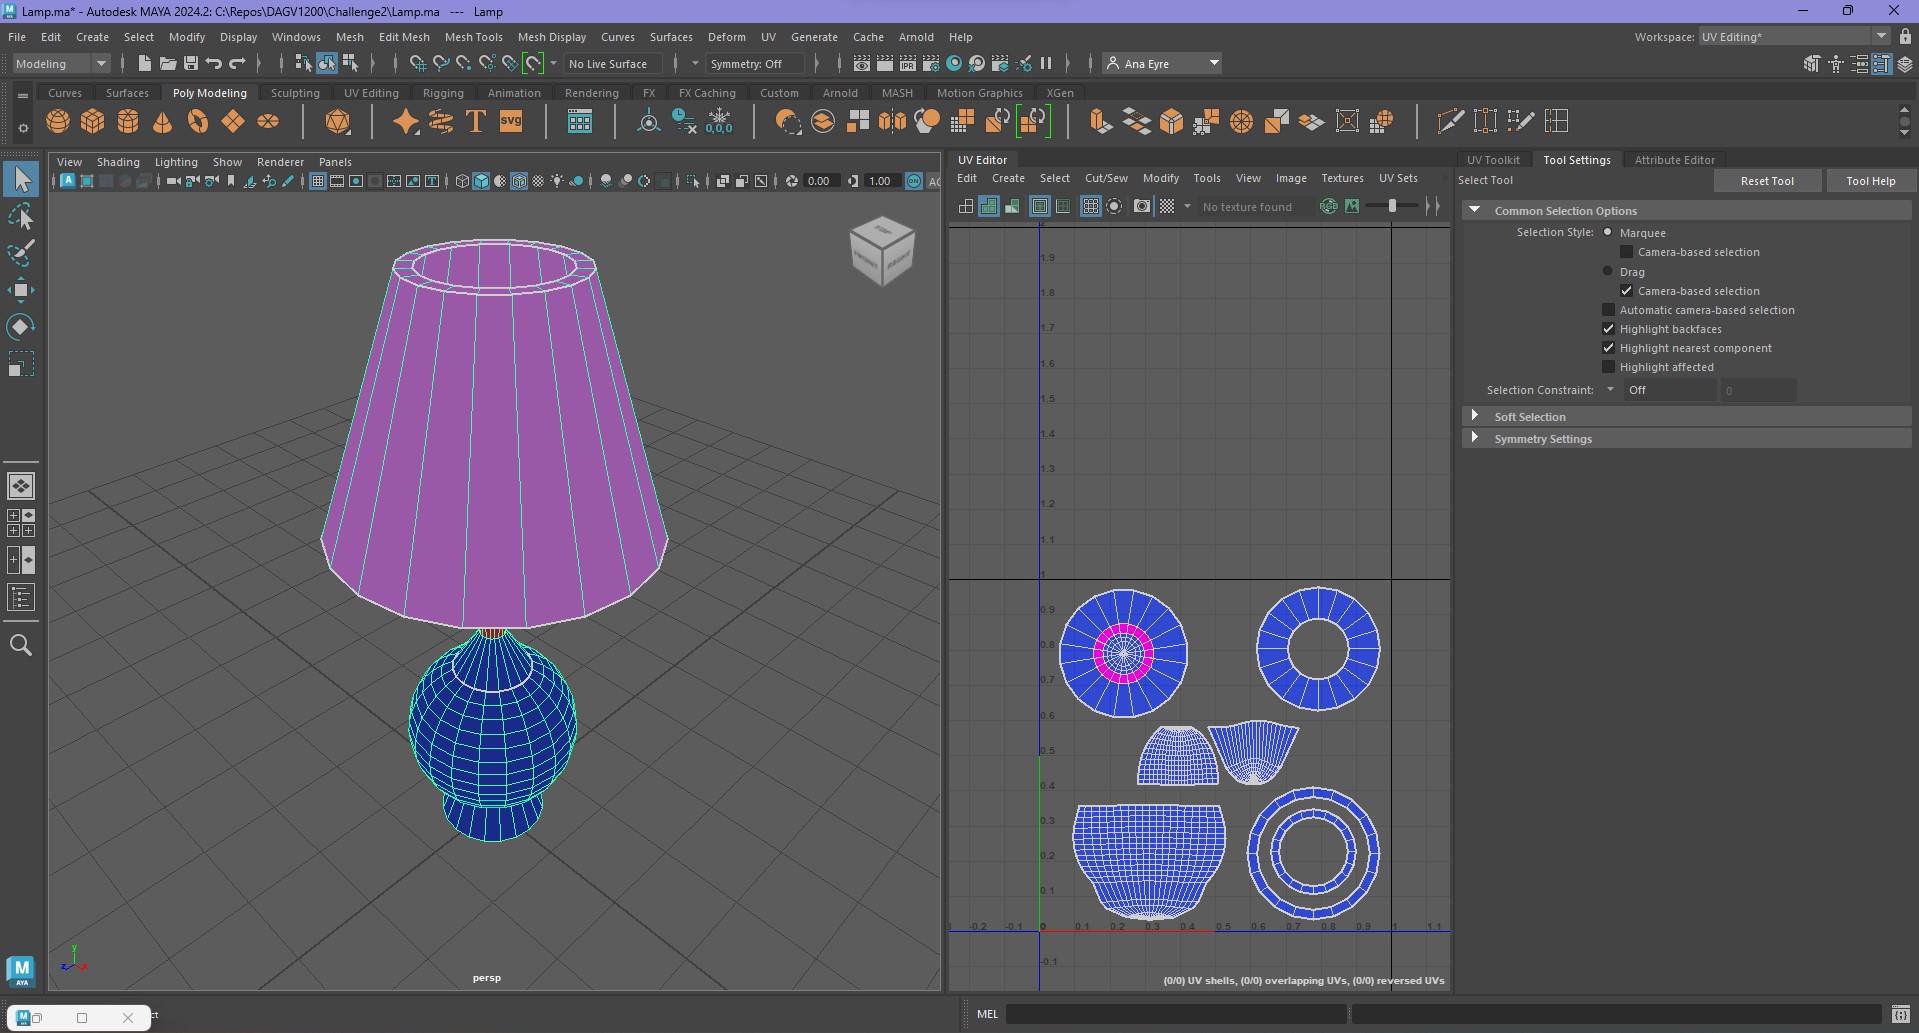 Lamp.ma* - Autodesk MAYA 2024.2: C:\Repos\DAGV1200\Challenge2\Lamp.ma --- Lamp
File Edit Create Select Modify Display Windows Mesh Edit Mesh Mesh Tools Mesh Display Curves Surfaces Deform UV Generate Cache Arnold Help
Workspace: UV Editing*
Modeling
No Live Surface
Symmetry: Off
Ana Eyre
Curves Surfaces Poly Modeling Sculpting UV Editing Rigging Animation Rendering FX FX Caching Custom Arnold MASH Motion Graphics XGen
IPR
T
SVG
0,0,0
View Shading Lighting Show Renderer Panels
0.00
1.00
ON
AC
TOP
FRONT
persp
y
z
x
UV Editor
Edit Create Select Cut/Sew Modify Tools View Image Textures UV Sets
No texture found
RGB
1.9
1.8
1.7
1.6
1.5
1.4
1.3
1.2
1.1
1
0.9
0.8
0.7
0.6
0.5
0.4
0.3
0.2
0.1
-0.2 -0.1 0 0.1 0.2 0.3 0.4 0.5 0.6 0.7 0.8 0.9 1 1.1
-0.1
(0/0) UV shells, (0/0) overlapping UVs, (0/0) reversed UVs
UV Toolkit Tool Settings Attribute Editor
Select Tool
Reset Tool
Tool Help
Common Selection Options
Selection Style: Marquee
Camera-based selection
Drag
Camera-based selection
Automatic camera-based selection
Highlight backfaces
Highlight nearest component
Highlight affected
Selection Constraint: Off 0
Soft Selection
Symmetry Settings
M
AYA
ct
MEL